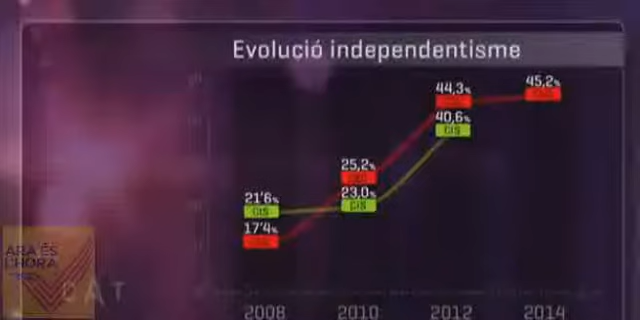 Evolució independentisme
45,2%
44,3%
40,6%
CIS
25,2%
23,0%
CIS
21'6%
CIS
17'4%
ARA ÉS
L'HORA
CAT
2008 2010 2012 2014